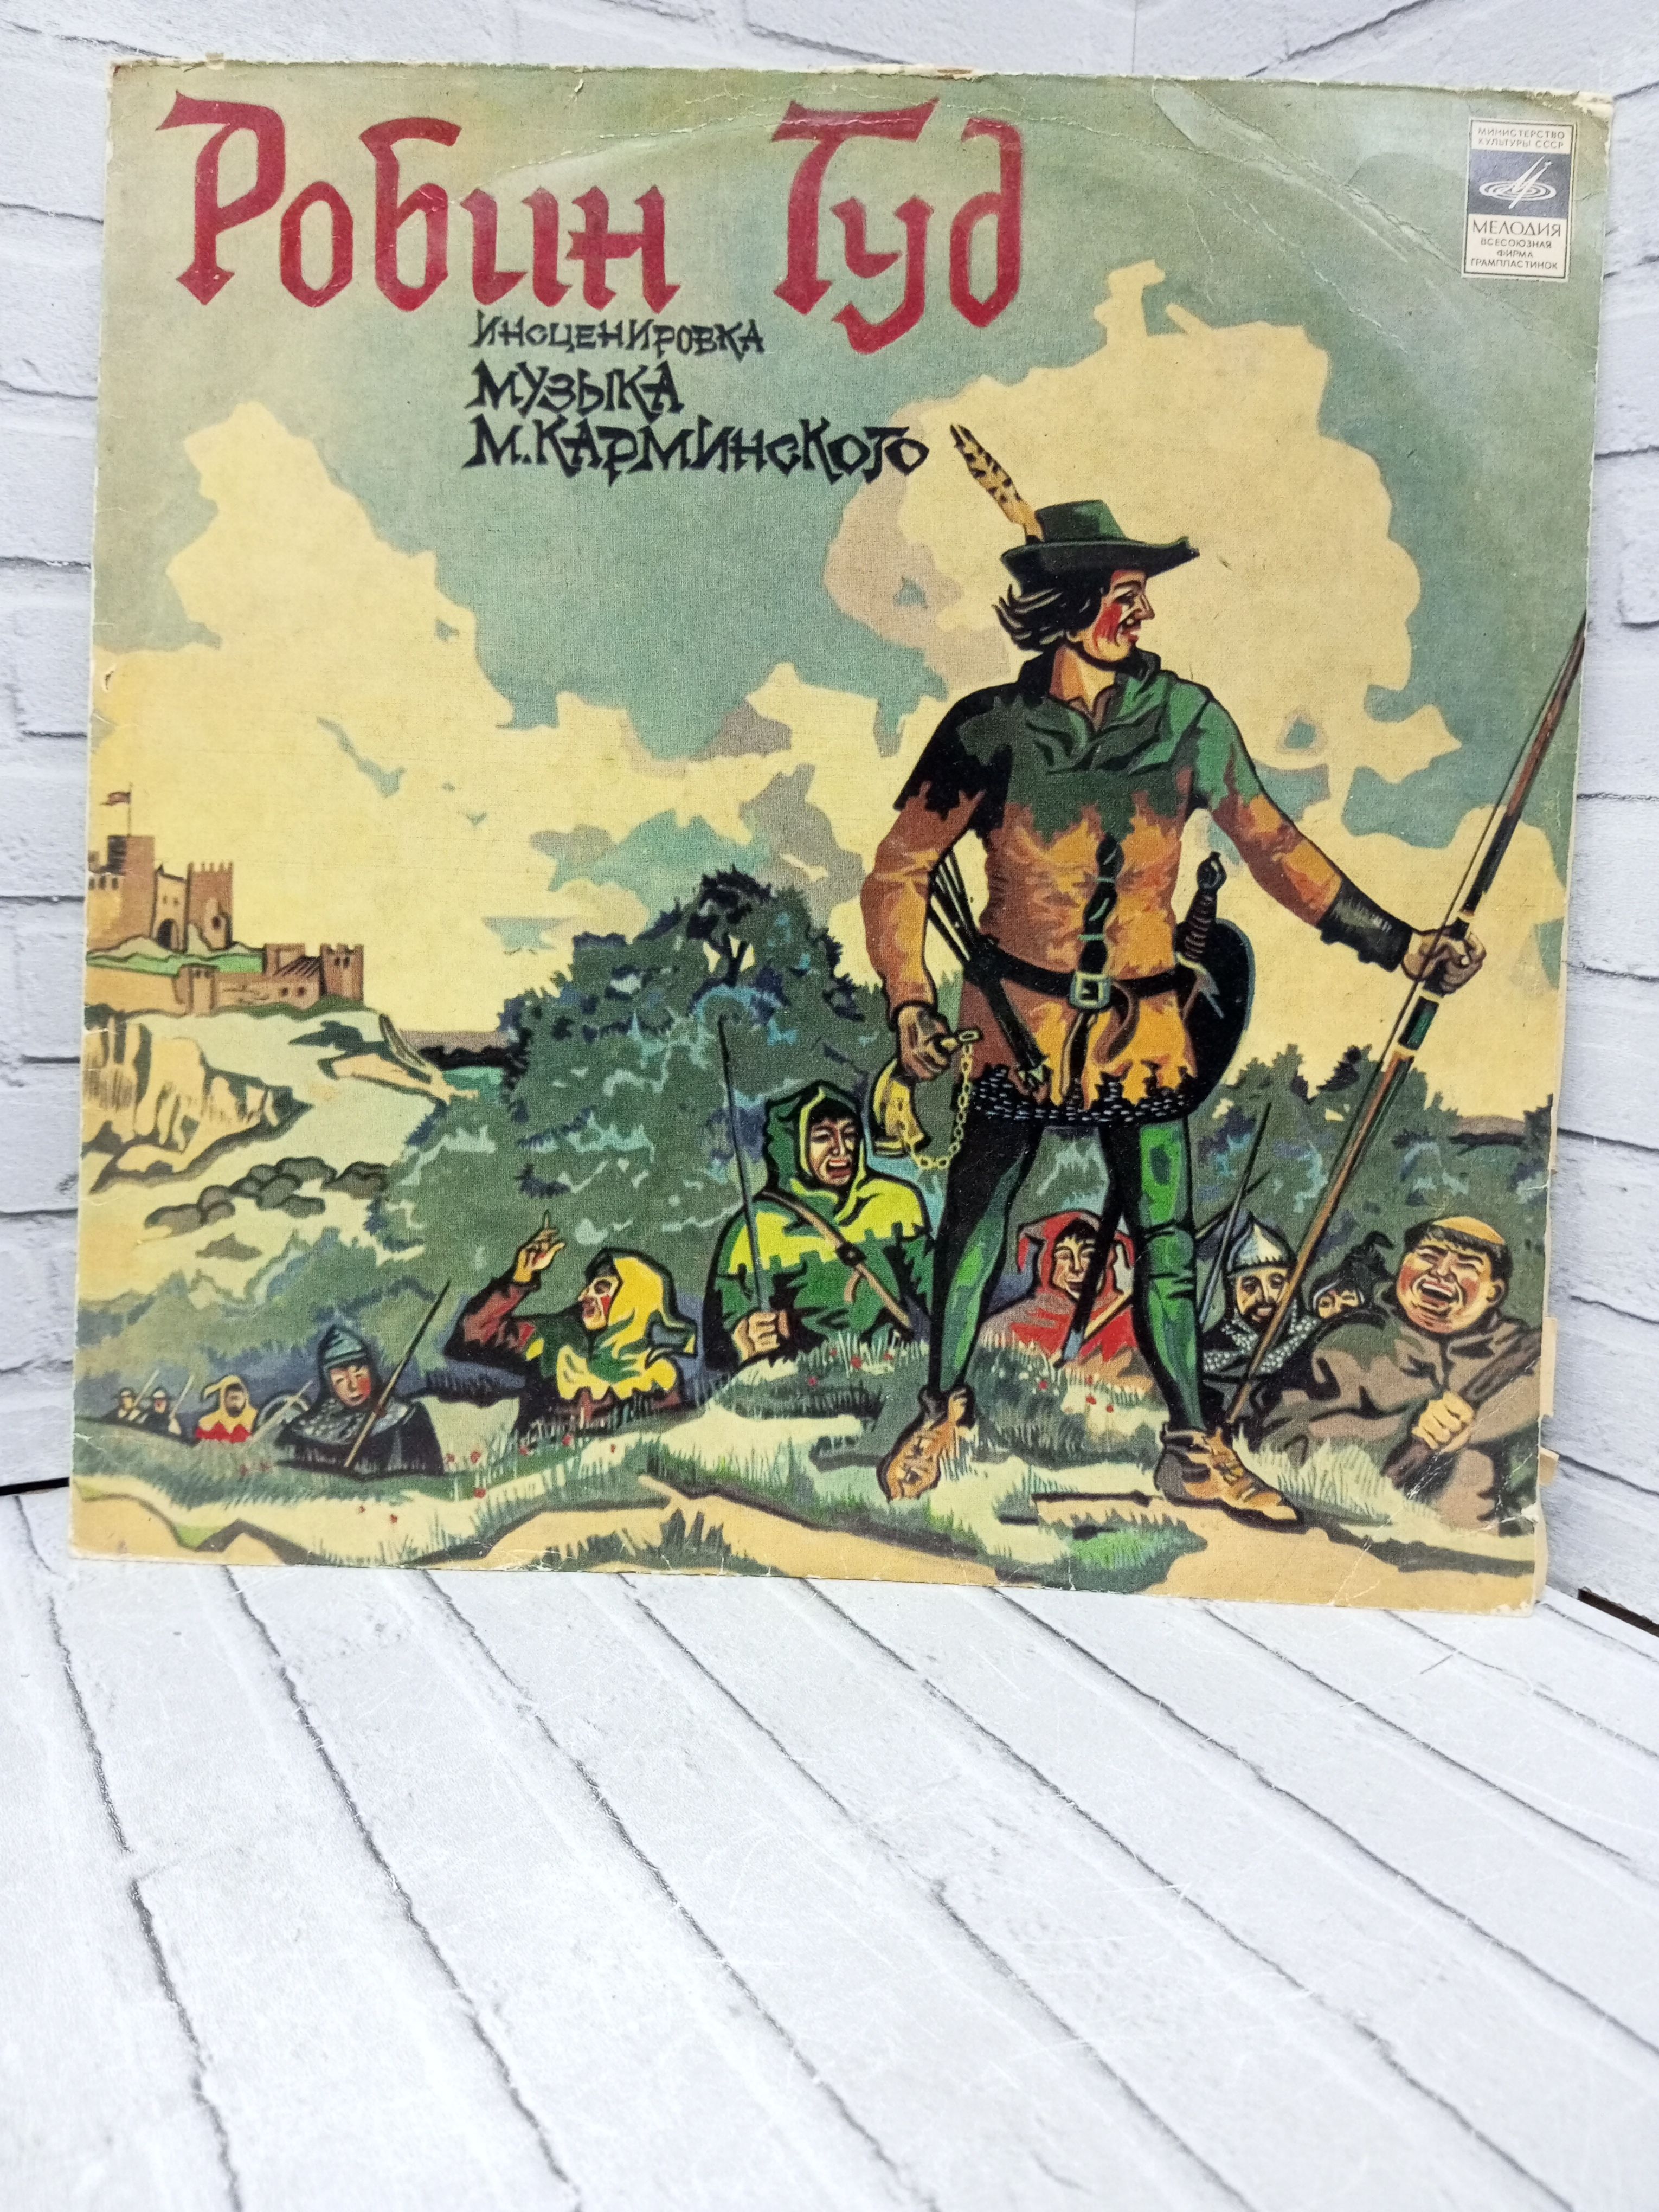 Робин Гуд
ИНСЦЕНИРОВКА
МУЗЫКА
М.КАРМИНСКОГО
МИНИСТЕРСТВО
КУЛЬТУРЫ СССР
МЕЛОДИЯ
ВСЕСОЮЗНАЯ
ФИРМА
ГРАМПЛАСТИНОК